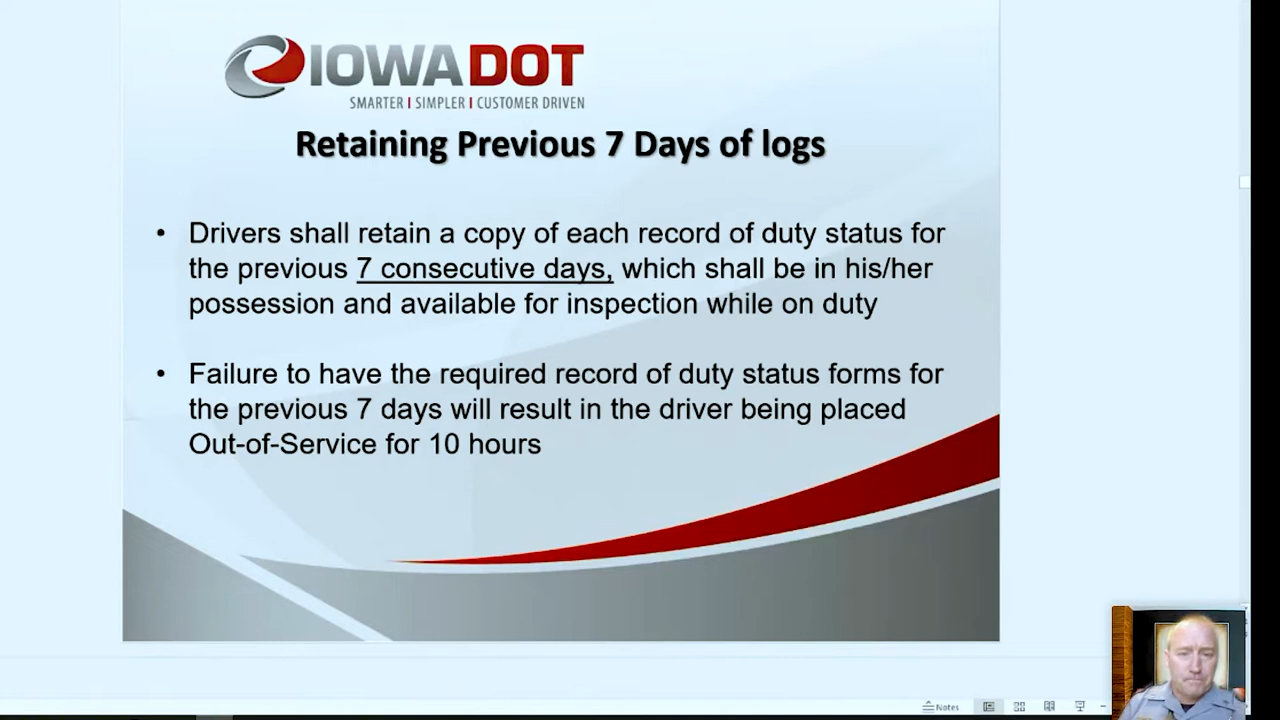 IOWADOT
SMARTER | SIMPLER | CUSTOMER DRIVEN
Retaining Previous 7 Days of logs
• Drivers shall retain a copy of each record of duty status for
the previous 7 consecutive days, which shall be in his/her
possession and available for inspection while on duty
• Failure to have the required record of duty status forms for
the previous 7 days will result in the driver being placed
Out-of-Service for 10 hours
Notes